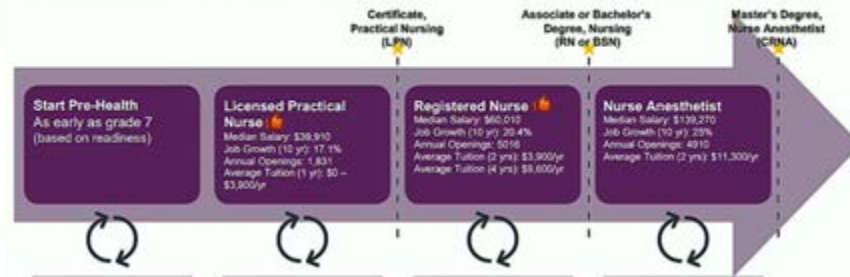 Certificate,
Practical Nursing
(LPN)
Associate or Bachelor's
Degree, Nursing
(RN or BSN)
Master's Degree,
Nurse Anesthetist
(CRNA)
Start Pre-Health
As early as grade 7
(based on readiness)
Licensed Practical
Nurse
Median Salary: $39,910
Job Growth (10 yr): 17.1%
Annual Openings: 1,831
Average Tuition (1 yr): $0 –
$3,900/yr
Registered Nurse
Median Salary: $60,010
Job Growth (10 yr): 20.4%
Annual Openings: 5016
Average Tuition (2 yrs): $3,900/yr
Average Tuition (4 yrs): $9,600/yr
Nurse Anesthetist
Median Salary: $139,270
Job Growth (10 yr): 25%
Annual Openings: 4910
Average Tuition (2 yrs): $11,300/yr